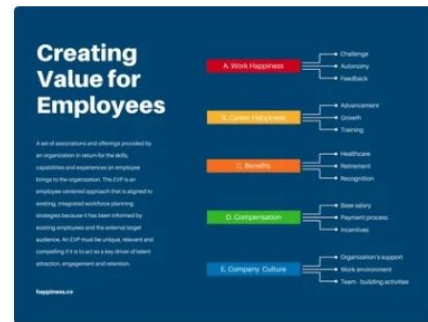 Creating
Value for
Employees
A set of associations and offerings provided by
an organization in return for the skills,
capabilities and experiences an employee
brings to the organization. The EVP is an
employee-centered approach that is aligned to
existing, integrated workforce planning
strategies because it has been informed by
existing employees and the external target
audience. An EVP must be unique, relevant and
compelling if it is to act as a key driver of talent
attraction, engagement and retention.
happiness.co
A. Work Happiness
Challenge
Autonomy
Feedback
B. Career Happiness
Advancement
Growth
Training
C. Benefits
Healthcare
Retirement
Recognition
D. Compensation
Base salary
Payment process
Incentives
E. Company Culture
Organization's support
Work environment
Team - building activities